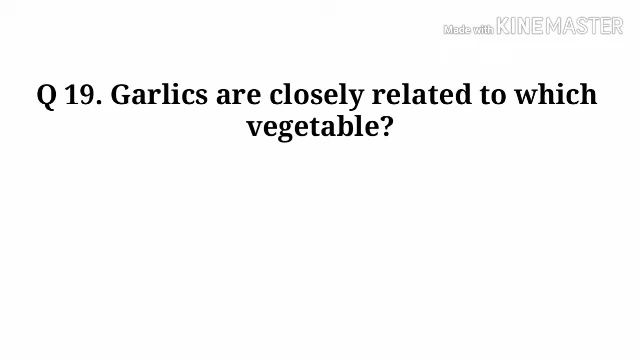 Made with KINEMASTER
Q 19. Garlics are closely related to which
vegetable?